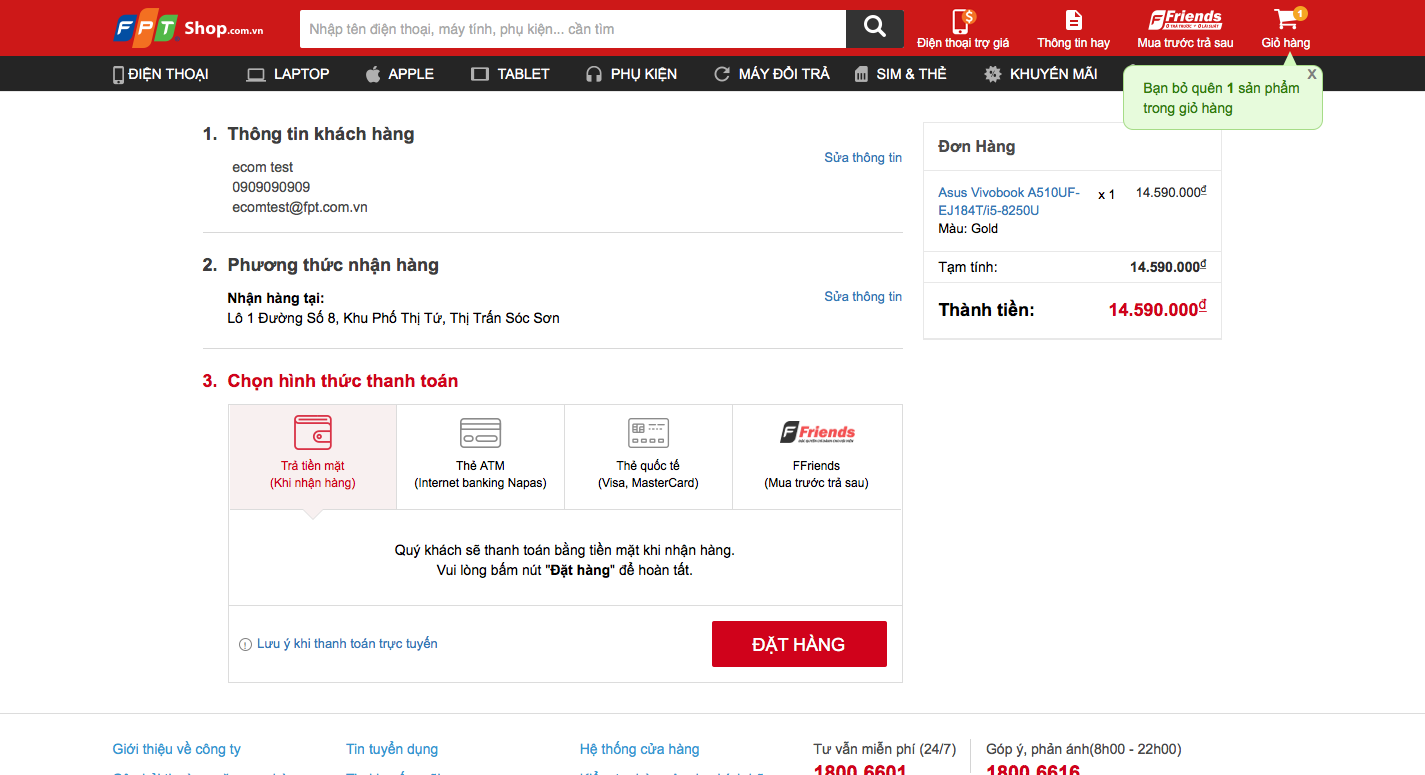 FPT Shop.com.vn
Nhập tên điện thoại, máy tính, phụ kiện... cần tìm
Điện thoại trợ giá
Thông tin hay
FFriends
Mua trước trả sau
1
Giỏ hàng
ĐIỆN THOẠI
LAPTOP
APPLE
TABLET
PHỤ KIỆN
MÁY ĐỔI TRẢ
SIM & THẺ
KHUYẾN MÃI
X
Bạn bỏ quên 1 sản phẩm
trong giỏ hàng
1. Thông tin khách hàng
Sửa thông tin
ecom test
0909090909
ecomtest@fpt.com.vn
2. Phương thức nhận hàng
Sửa thông tin
Nhận hàng tại:
Lô 1 Đường Số 8, Khu Phố Thị Tứ, Thị Trấn Sóc Sơn
3. Chọn hình thức thanh toán
Trả tiền mặt
(Khi nhận hàng)
Thẻ ATM
(Internet banking Napas)
Thẻ quốc tế
(Visa, MasterCard)
FFriends
FFriends
(Mua trước trả sau)
Quý khách sẽ thanh toán bằng tiền mặt khi nhận hàng.
Vui lòng bấm nút "Đặt hàng" để hoàn tất.
Lưu ý khi thanh toán trực tuyến
ĐẶT HÀNG
Đơn Hàng
Asus Vivobook A510UF- x 1 14.590.000₫
EJ184T/i5-8250U
Màu: Gold
Tạm tính: 14.590.000₫
Thành tiền: 14.590.000₫
Giới thiệu về công ty
Tin tuyển dụng
Hệ thống cửa hàng
Tư vấn miễn phí (24/7)
Góp ý, phản ánh(8h00 - 22h00)
1800 6601
1800 6616